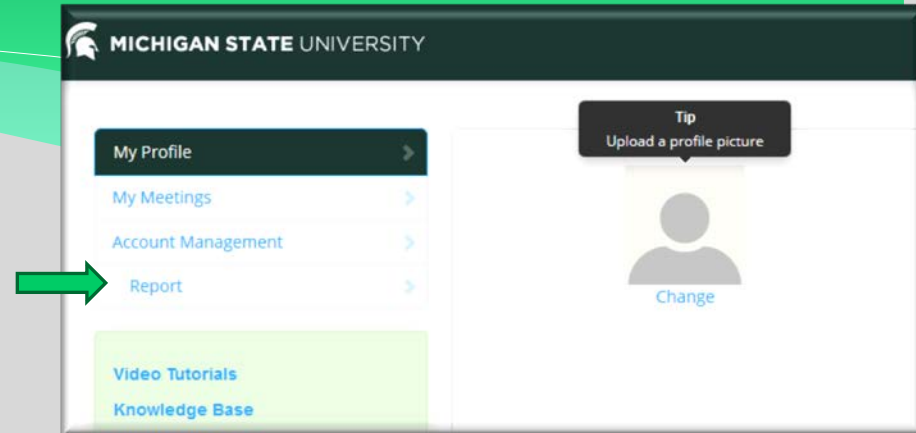 MICHIGAN STATE UNIVERSITY
My Profile
My Meetings
Account Management
Report
Video Tutorials
Knowledge Base
Tip
Upload a profile picture
Change